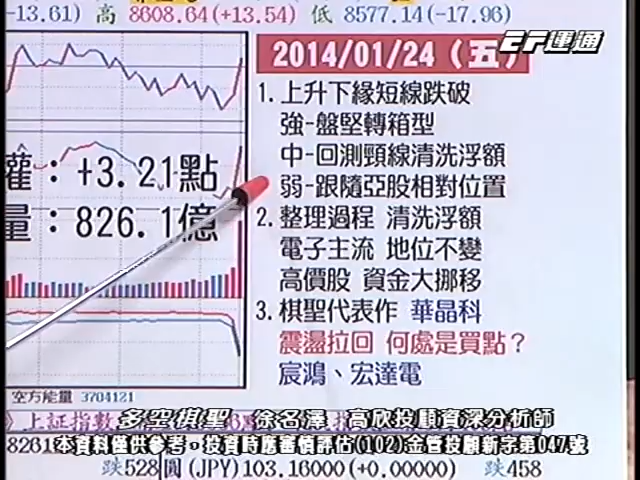 -13.61) 高 8608.64(+13.54) 低 8577.14(-17.96)
2014/01/24(五)
EF運通
1.上升下緣短線跌破
強-盤堅轉箱型
中-回測頸線清洗浮額
弱-跟隨亞股相對位置
2.整理過程 清洗浮額
電子主流 地位不變
高價股 資金大挪移
3.棋聖代表作 華晶科
震盪拉回 何處是買點?
宸鴻、宏達電
權:+3.21點
量:826.1億
空方能量 3704121
上証指數
多空棋聖 徐名澤 高欣投顧資深分析師
8261
本資料僅供參考,投資時應審慎評估(102)金管投顧新字第047號
跌528 圓(JPY)103.16000(+0.00000) 跌458